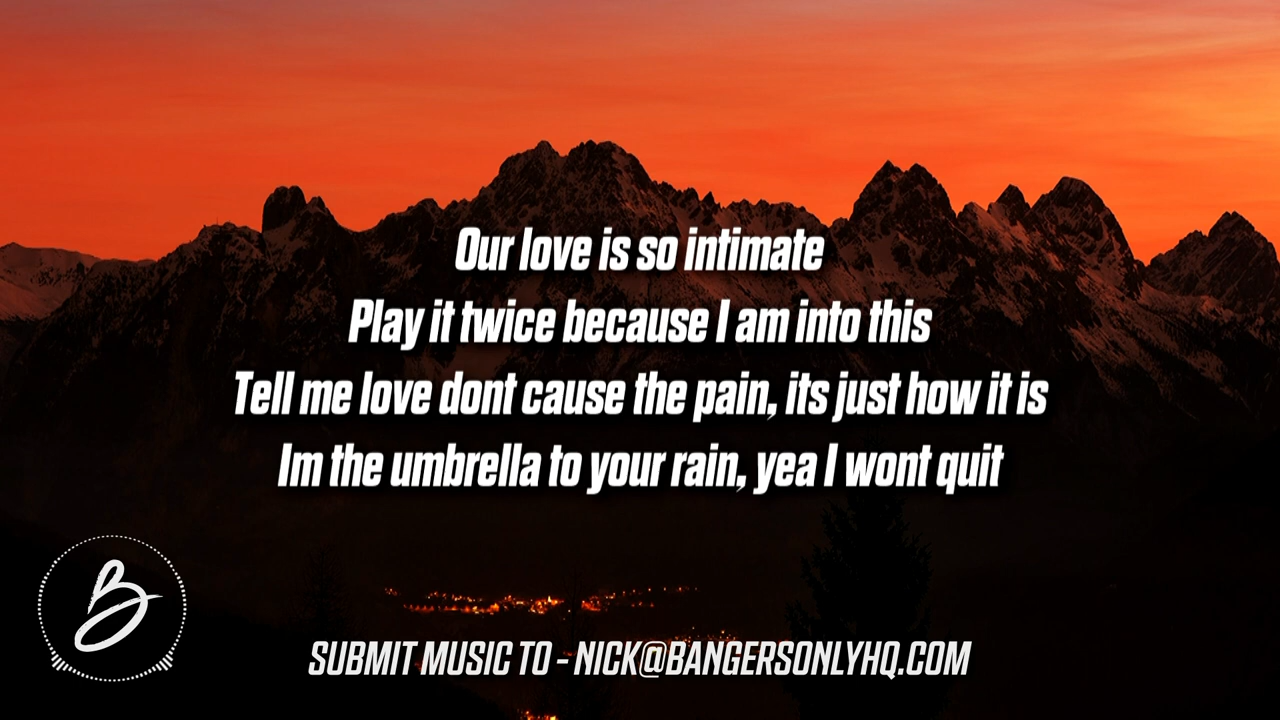 Our love is so intimate
Play it twice because I am into this
Tell me love dont cause the pain, its just how it is
Im the umbrella to your rain, yea I wont quit
B
SUBMIT MUSIC TO - NICK@BANGERSONLYHQ.COM